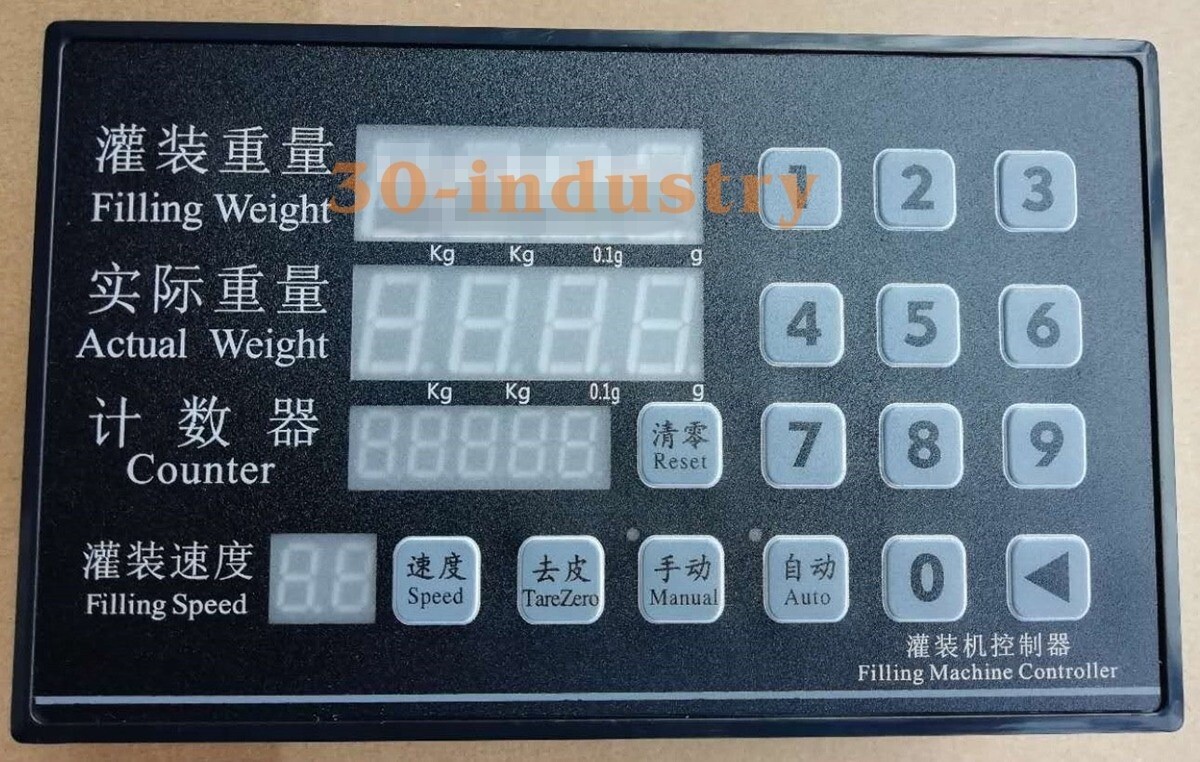 灌装重量
Filling Weight
30-industry
1 2 3
Kg Kg 0.1g g
实际重量
Actual Weight
4 5 6
Kg Kg 0.1g g
计数器
Counter
清零
Reset
7 8 9
灌装速度
Filling Speed
速度
Speed
去皮
TareZero
手动
Manual
自动
Auto
0
灌装机控制器
Filling Machine Controller